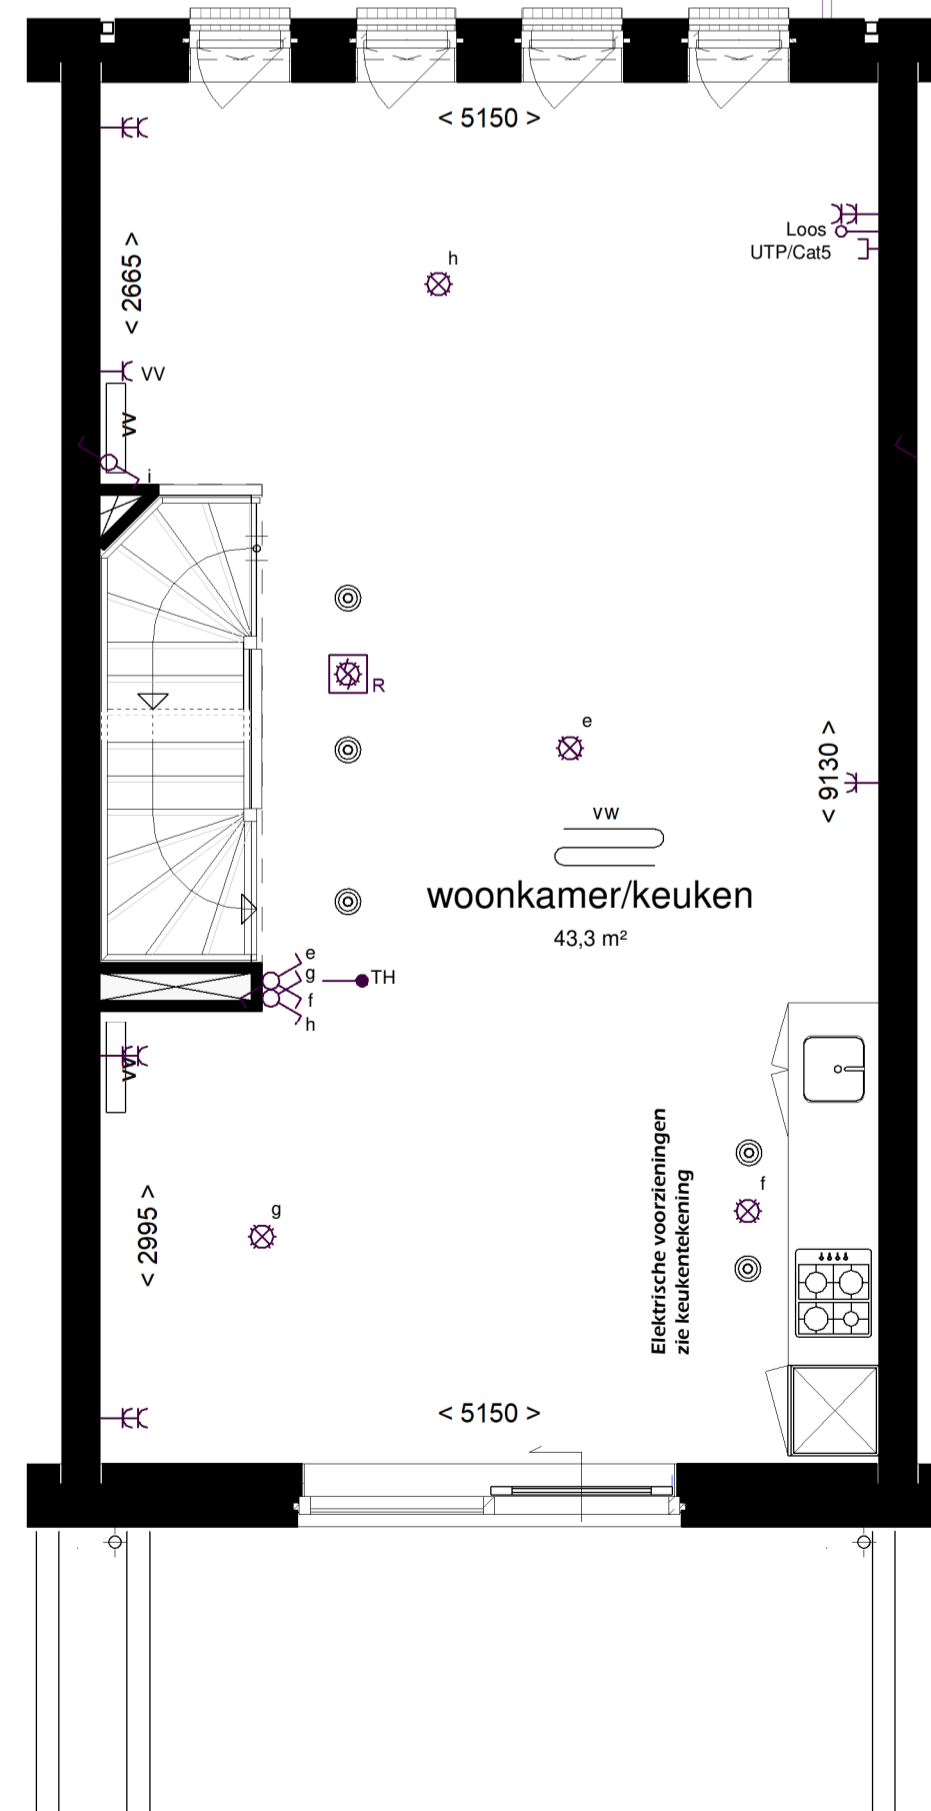 < 5150 >
Loos
UTP/Cat5
< 2665 >
h
VV
VV
i
R
e
< 9130 >
vw
woonkamer/keuken
43,3 m²
e
g
f
h
TH
VV
Elektrische voorzieningen
zie keukentekening
f
< 2995 >
g
< 5150 >